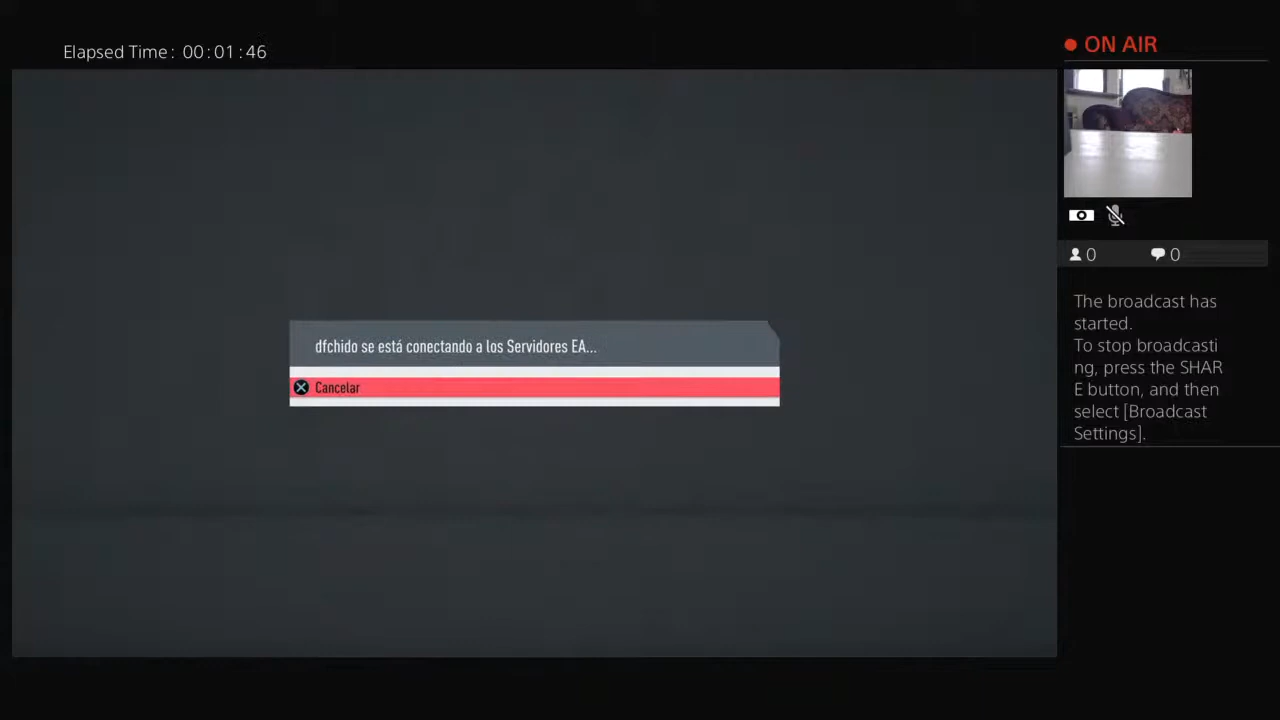 Elapsed Time: 00:01:46
ON AIR
0 0
dfchido se está conectando a los Servidores EA...
Cancelar
The broadcast has
started.
To stop broadcasti
ng, press the SHAR
E button, and then
select [Broadcast
Settings].